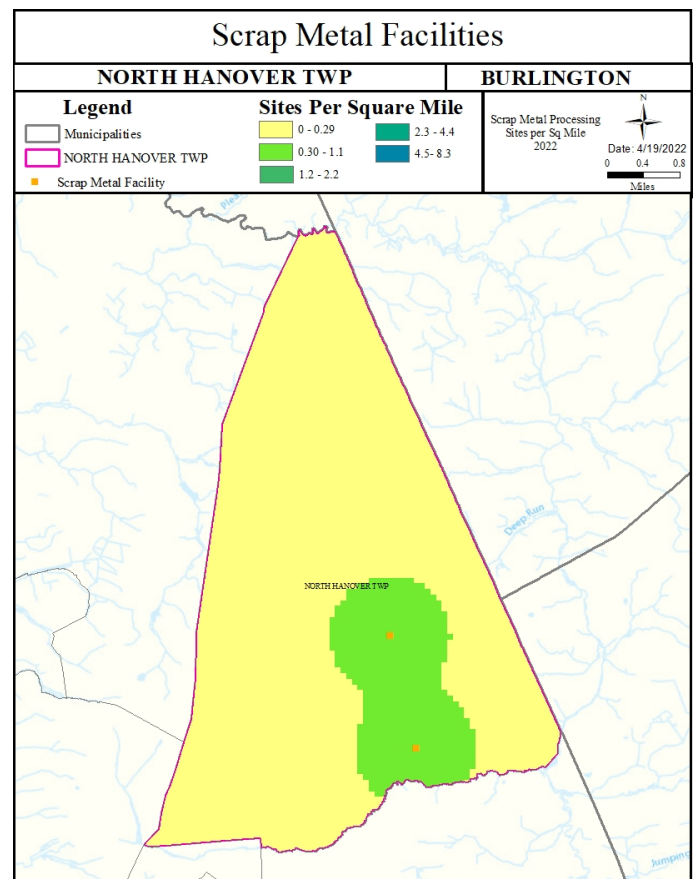 Scrap Metal Facilities
NORTH HANOVER TWP
BURLINGTON
Legend
Municipalities
NORTH HANOVER TWP
Scrap Metal Facility
Sites Per Square Mile
0 - 0.29
0.30 - 1.1
1.2 - 2.2
2.3 - 4.4
4.5- 8.3
Scrap Metal Processing
Sites per Sq Mile
2022
N
Date: 4/19/2022
0 0.4 0.8
Miles
Deep Run
NORTH HANOVER TWP
Jumping